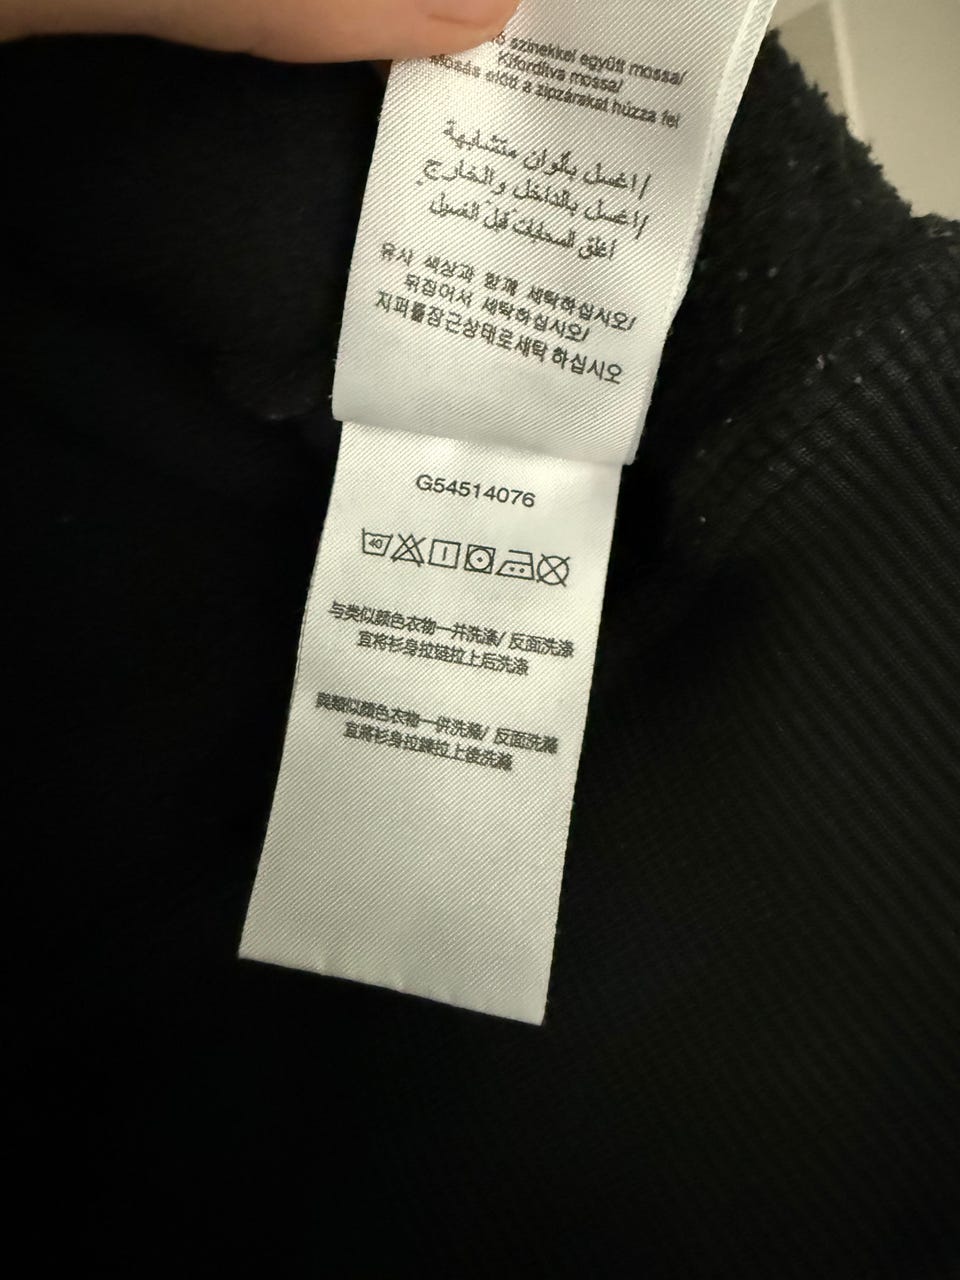 színekkel együtt mossa/
Kifordítva mossa/
Mosás előtt a zipzárakat húzza fel
/اغسل بألوان متشابهة
/اغسل بالداخل والخارج
أغلق السحابات قبل الغسول.
유사 색상과 함께 세탁하십시오/
뒤집어서 세탁하십시오/
지퍼를잠근상태로세탁 하십시오
G54514076
40
与类似颜色衣物一并洗涤/ 反面洗涤
宜将衫身拉链拉上后洗涤
與類似顏色衣物一併洗滌/ 反面洗滌
宜將衫身拉鍊拉上後洗滌